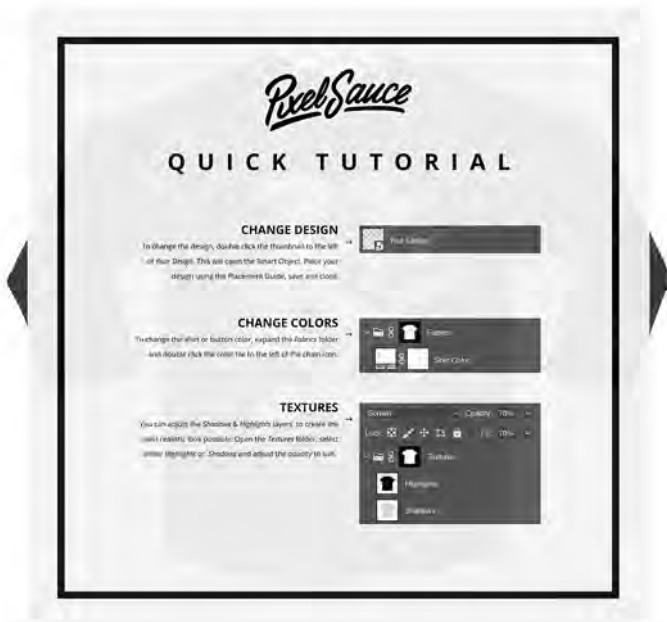 PixelSauce
QUICK TUTORIAL
CHANGE DESIGN →
To change the design, double click the thumbnail to the left
of Your Design. This will open the Smart Object. Place your
design using the Placement Guide, save and close.
Your Design
CHANGE COLORS →
To change the shirt or button color, expand the Fabrics folder
and double click the color tile to the left of the chain icon.
Shirt Color
TEXTURES →
You can adjust the Shadows & Highlights layers, to create the
most realistic look possible. Open the Textures folder, select
either Highlights or Shadows and adjust the opacity to suit.
Screen
Opacity: 70%
Lock:
70%
Textures
Highlights
Shadows